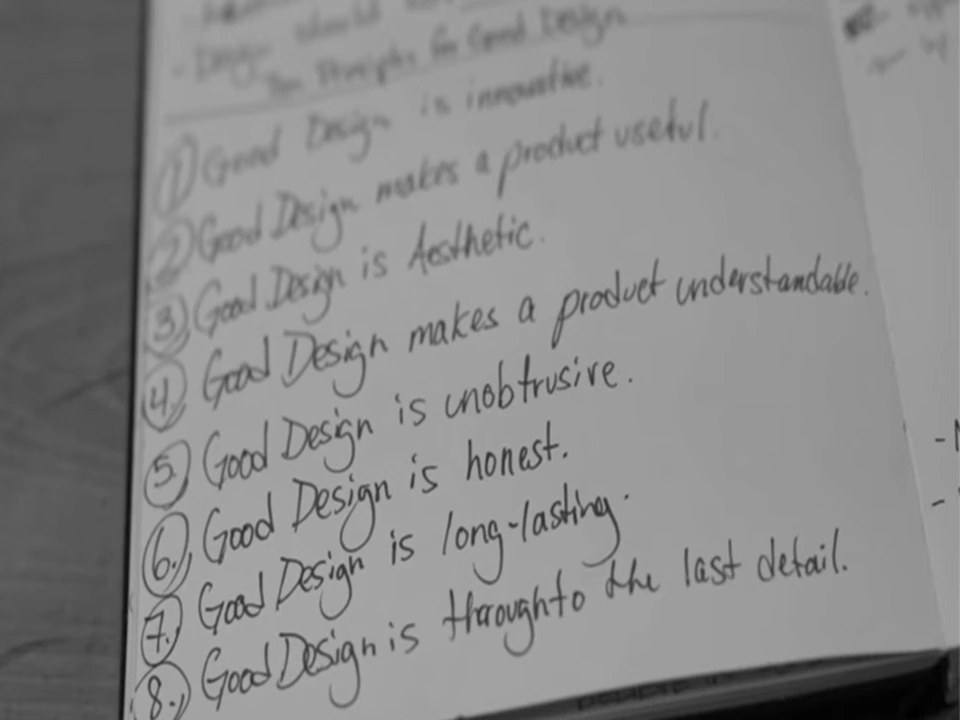 - Design should
Ten Principles for Good Design
① Good Design is innovative.
② Good Design makes a product useful.
③ Good Design is Aesthetic.
④ Good Design makes a product understandable.
⑤ Good Design is unobtrusive.
⑥ Good Design is honest.
⑦ Good Design is long-lasting.
⑧ Good Design is throughto the last detail.